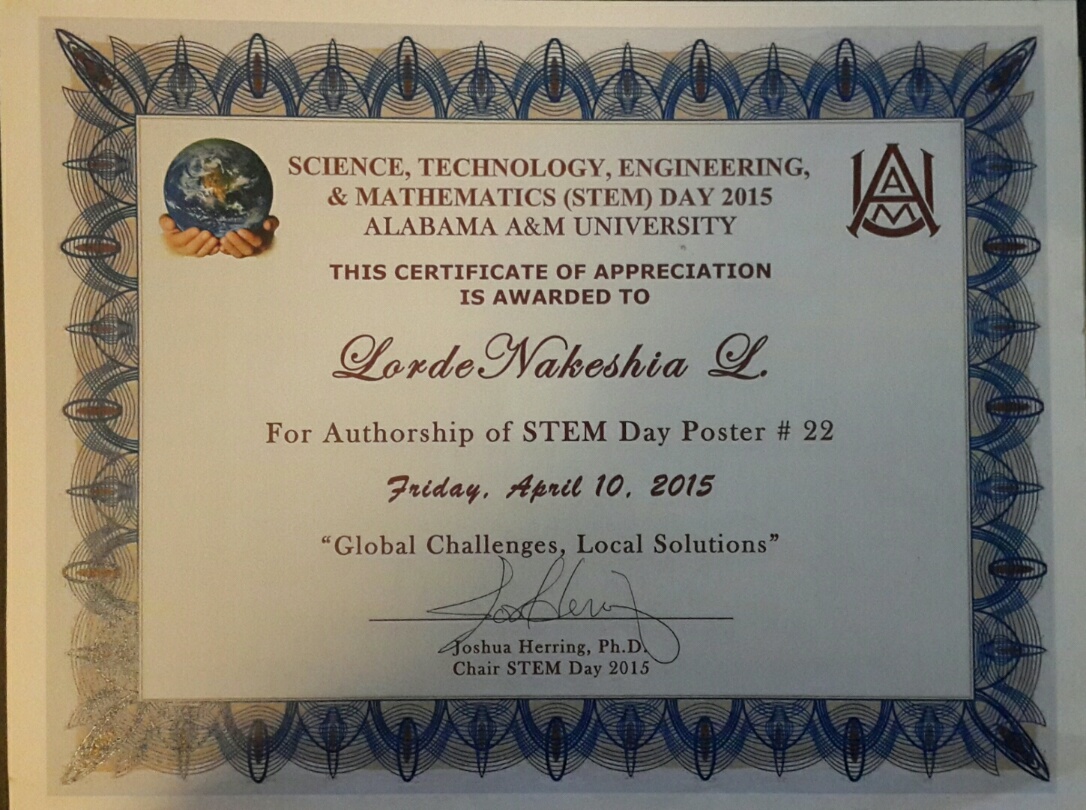 SCIENCE, TECHNOLOGY, ENGINEERING,
& MATHEMATICS (STEM) DAY 2015
ALABAMA A&M UNIVERSITY
AAM
THIS CERTIFICATE OF APPRECIATION
IS AWARDED TO
LordeNakeshia L.
For Authorship of STEM Day Poster # 22
Friday, April 10, 2015
“Global Challenges, Local Solutions”
Joshua Herring, Ph.D.
Chair STEM Day 2015